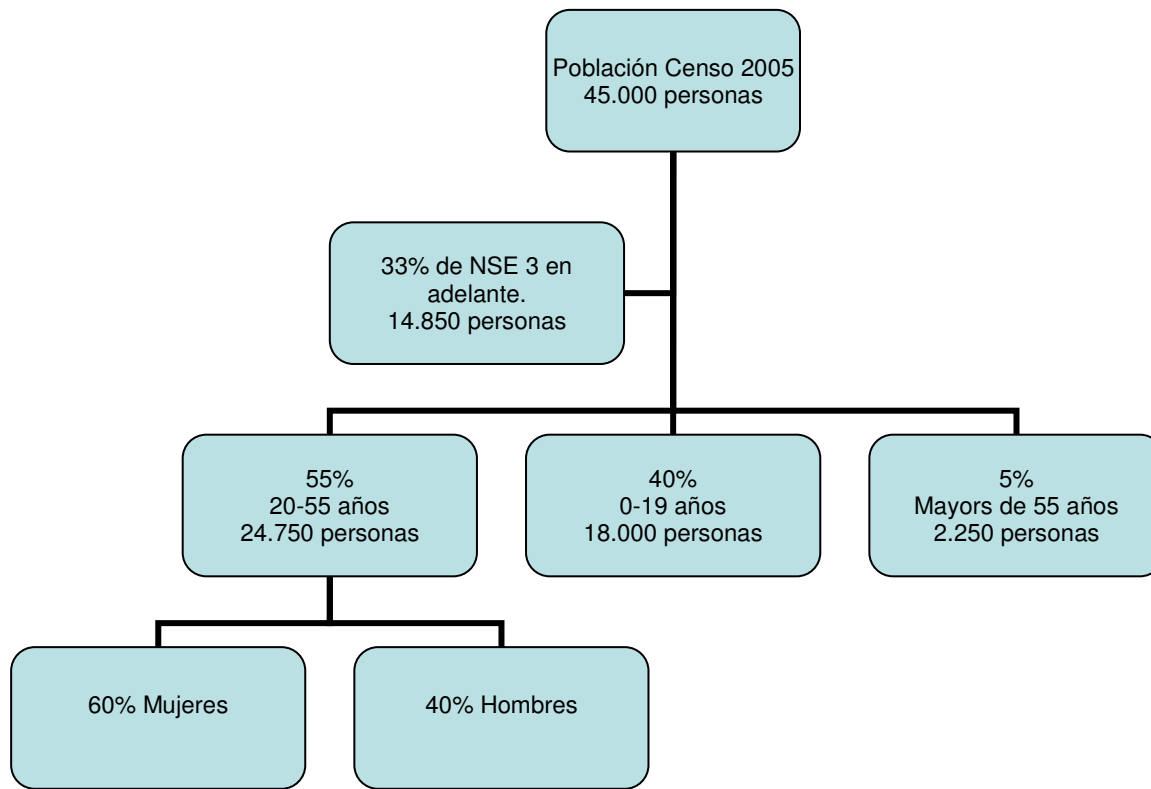 Población Censo 2005
45.000 personas
33% de NSE 3 en
adelante.
14.850 personas
55%
20-55 años
24.750 personas
40%
0-19 años
18.000 personas
5%
Mayors de 55 años
2.250 personas
60% Mujeres
40% Hombres